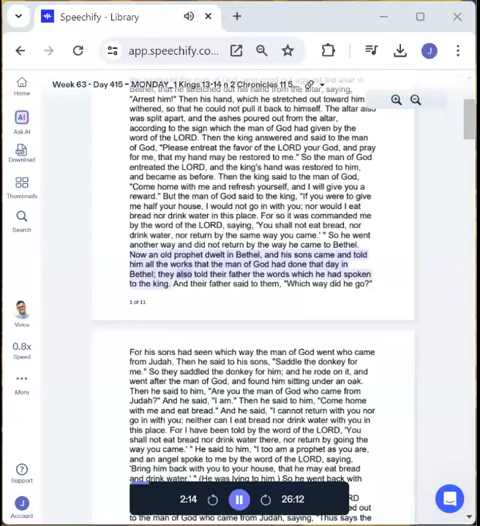 Speechify - Library
app.speechify.co...
Week 63 - Day 415 -- MONDAY 1 Kings 13-14 n 2 Chronicles 11 5...
Home
Ask AI
Download
Thumbnails
Search
Voice
0.8x
Speed
More
Support
Account
J
J
Bethel, that he stretched out his hand from the altar, saying,
"Arrest him!" Then his hand, which he stretched out toward him,
withered, so that he could not pull it back to himself. The altar also
was split apart, and the ashes poured out from the altar,
according to the sign which the man of God had given by the
word of the LORD. Then the king answered and said to the man
of God, "Please entreat the favor of the LORD your God, and pray
for me, that my hand may be restored to me." So the man of God
entreated the LORD, and the king's hand was restored to him,
and became as before. Then the king said to the man of God,
"Come home with me and refresh yourself, and I will give you a
reward." But the man of God said to the king, "If you were to give
me half your house, I would not go in with you; nor would I eat
bread nor drink water in this place. For so it was commanded me
by the word of the LORD, saying, 'You shall not eat bread, nor
drink water, nor return by the same way you came.' " So he went
another way and did not return by the way he came to Bethel.
Now an old prophet dwelt in Bethel, and his sons came and told
him all the works that the man of God had done that day in
Bethel; they also told their father the words which he had spoken
to the king. And their father said to them, "Which way did he go?"
1 of 11
For his sons had seen which way the man of God went who came
from Judah. Then he said to his sons, "Saddle the donkey for
me." So they saddled the donkey for him; and he rode on it, and
went after the man of God, and found him sitting under an oak.
Then he said to him, "Are you the man of God who came from
Judah?" And he said, "I am." Then he said to him, "Come home
with me and eat bread." And he said, "I cannot return with you nor
go in with you; neither can I eat bread nor drink water with you in
this place. For I have been told by the word of the LORD, 'You
shall not eat bread nor drink water there, nor return by going the
way you came.' " He said to him, "I too am a prophet as you are,
and an angel spoke to me by the word of the LORD, saying,
'Bring him back with you to your house, that he may eat bread
and drink water.' " (He was lying to him.) So he went back with
2:14
26:12
to the man of God who came from Judah, saying, "Thus says the